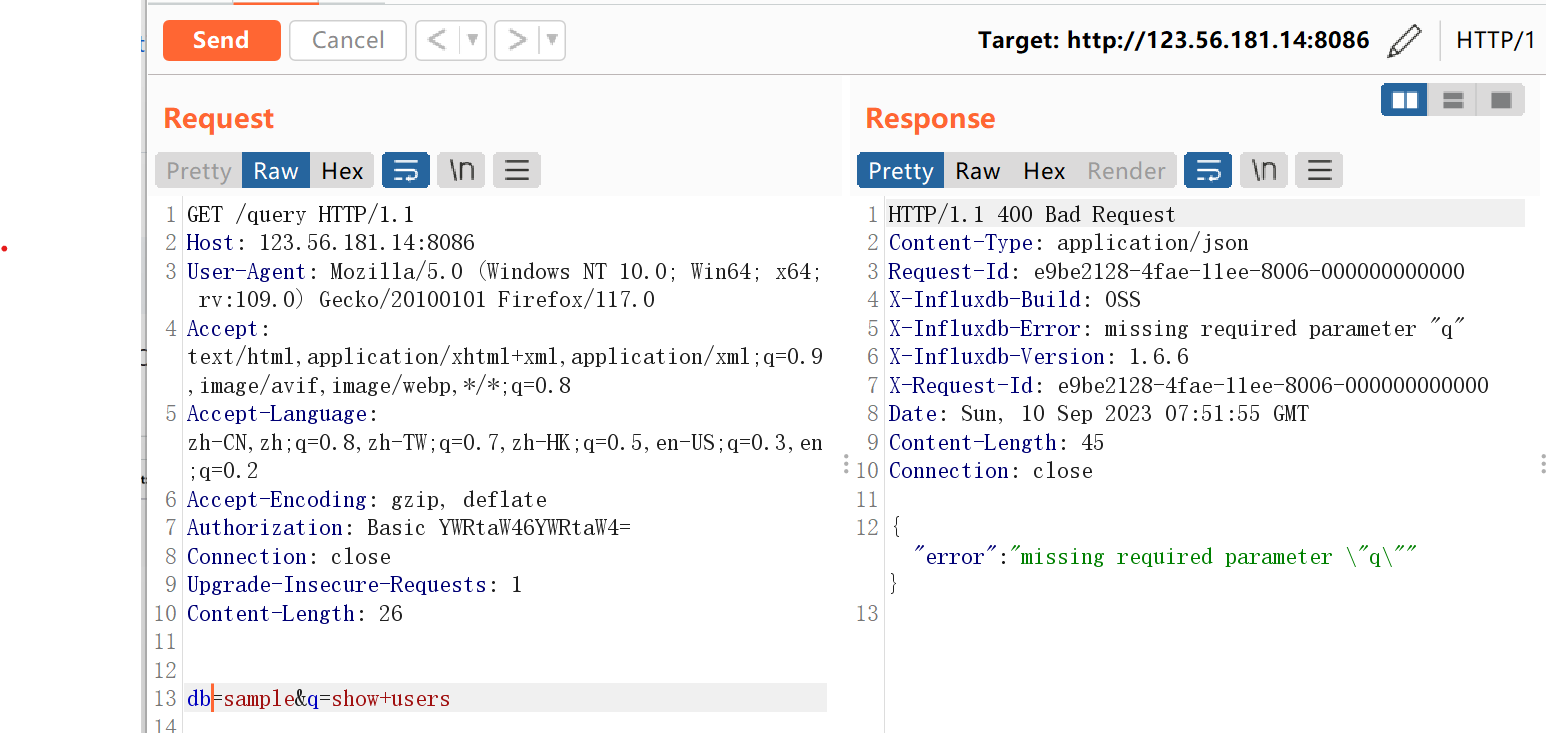 Send Cancel < ▼ > ▼ Target: http://123.56.181.14:8086 HTTP/1
Request
Pretty Raw Hex \n
1 GET /query HTTP/1.1
2 Host: 123.56.181.14:8086
3 User-Agent: Mozilla/5.0 (Windows NT 10.0; Win64; x64;
rv:109.0) Gecko/20100101 Firefox/117.0
4 Accept:
text/html,application/xhtml+xml,application/xml;q=0.9
,image/avif,image/webp,*/*;q=0.8
5 Accept-Language:
zh-CN,zh;q=0.8,zh-TW;q=0.7,zh-HK;q=0.5,en-US;q=0.3,en
;q=0.2
6 Accept-Encoding: gzip, deflate
7 Authorization: Basic YWRtaW46YWRtaW4=
8 Connection: close
9 Upgrade-Insecure-Requests: 1
10 Content-Length: 26
11
12
13 db=sample&q=show+users
14
Response
Pretty Raw Hex Render \n
1 HTTP/1.1 400 Bad Request
2 Content-Type: application/json
3 Request-Id: e9be2128-4fae-11ee-8006-000000000000
4 X-Influxdb-Build: OSS
5 X-Influxdb-Error: missing required parameter "q"
6 X-Influxdb-Version: 1.6.6
7 X-Request-Id: e9be2128-4fae-11ee-8006-000000000000
8 Date: Sun, 10 Sep 2023 07:51:55 GMT
9 Content-Length: 45
10 Connection: close
11
12 {
"error":"missing required parameter \"q\""
}
13